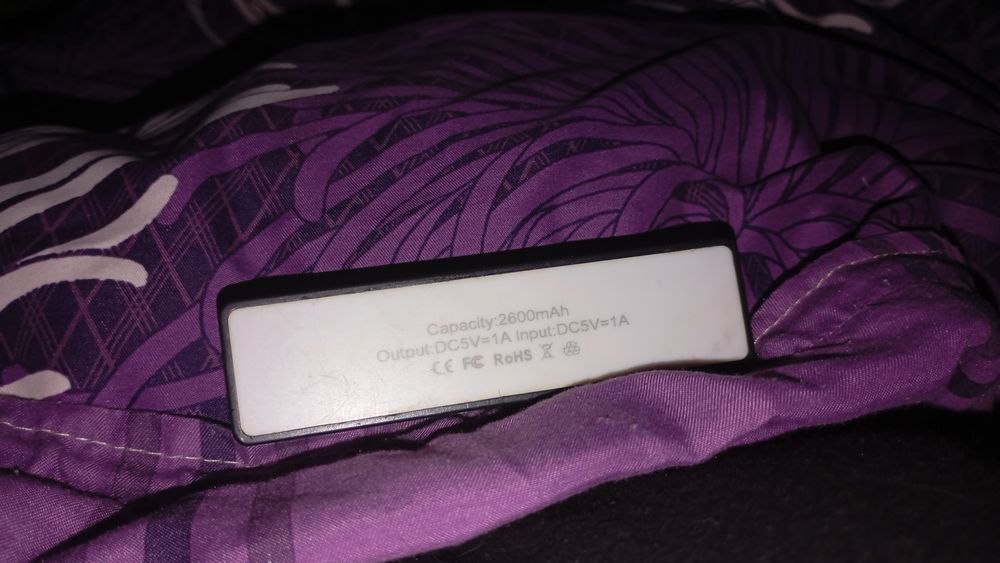 Capacity:2600mAh
Output:DC5V=1A Input:DC5V=1A
CE FC RoHS